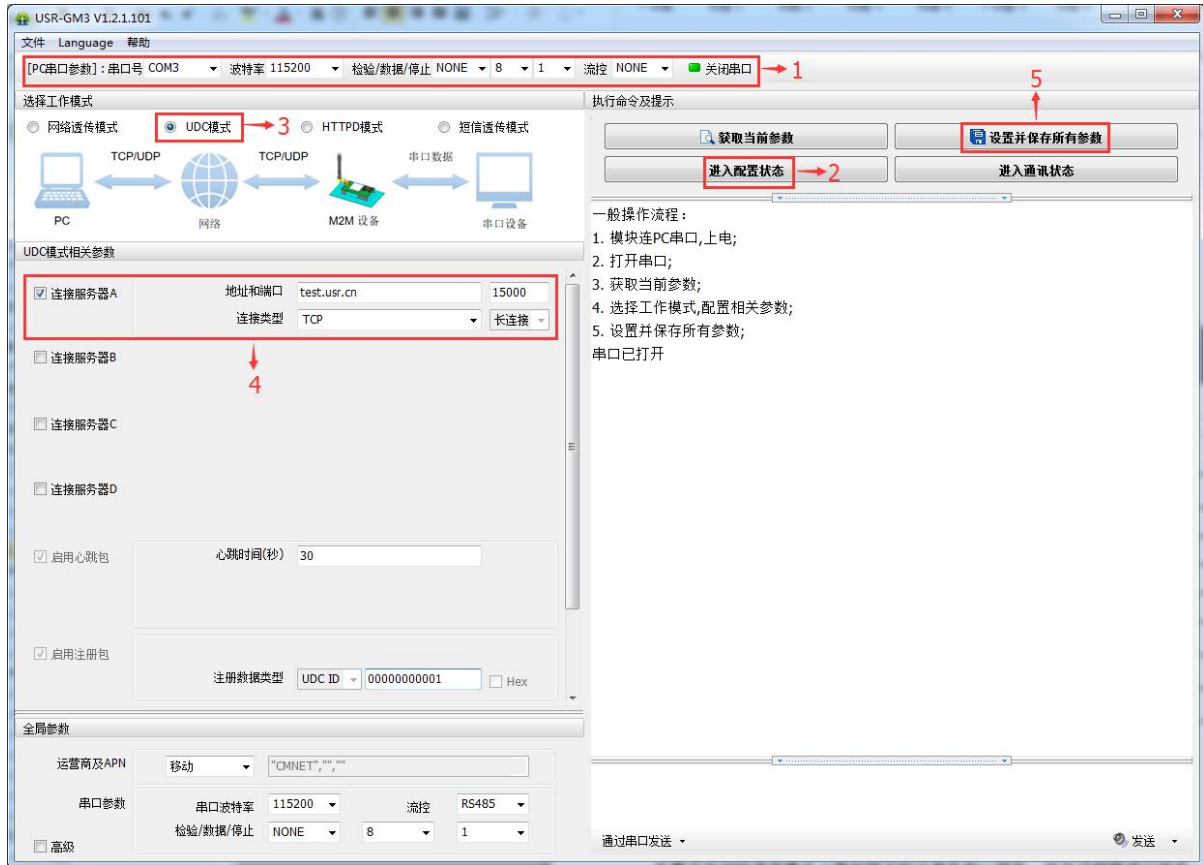 USR-GM3 V1.2.1.101
文件 Language 帮助
[PC串口参数]:串口号 COM3 波特率 115200 检验/数据/停止 NONE 8 1 流控 NONE 关闭串口 1
选择工作模式
网络透传模式 UDC模式 3 HTTPD模式 短信透传模式
TCP/UDP TCP/UDP 串口数据
PC 网络 M2M 设备 串口设备
UDC模式相关参数
连接服务器A 地址和端口 test.usr.cn 15000
连接类型 TCP 长连接
连接服务器B
4
连接服务器C
连接服务器D
启用心跳包 心跳时间(秒) 30
启用注册包
注册数据类型 UDC ID 00000000001 Hex
全局参数
运营商及APN 移动 "CMNET","",""
串口参数 串口波特率 115200 流控 RS485
检验/数据/停止 NONE 8 1
高级
5
执行命令及提示
获取当前参数 设置并保存所有参数
进入配置状态 2 进入通讯状态
一般操作流程:
1. 模块连PC串口,上电;
2. 打开串口;
3. 获取当前参数;
4. 选择工作模式,配置相关参数;
5. 设置并保存所有参数;
串口已打开
通过串口发送 发送